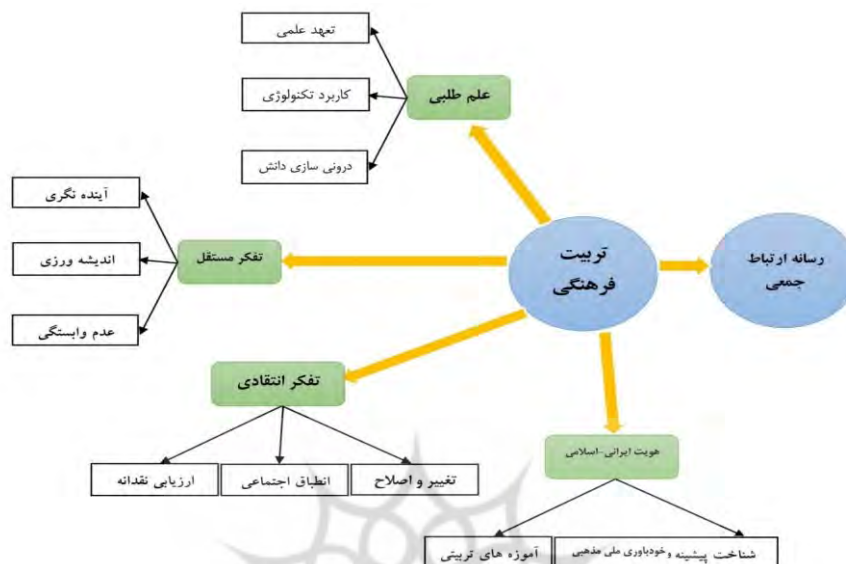 تعهد علمی
علم طلبی
کاربرد تکنولوژی
درونی سازی دانش
آینده نگری
تفکر مستقل
اندیشه ورزی
عدم وابستگی
تربیت
فرهنگی
رسانه ارتباط
جمعی
تفکر انتقادی
تغییر و اصلاح
انطباق اجتماعی
ارزیابی نقدانه
هویت ایرانی-اسلامی
شناخت پیشینه وخودباوری ملی مذهبی
آموزه های تربیتی